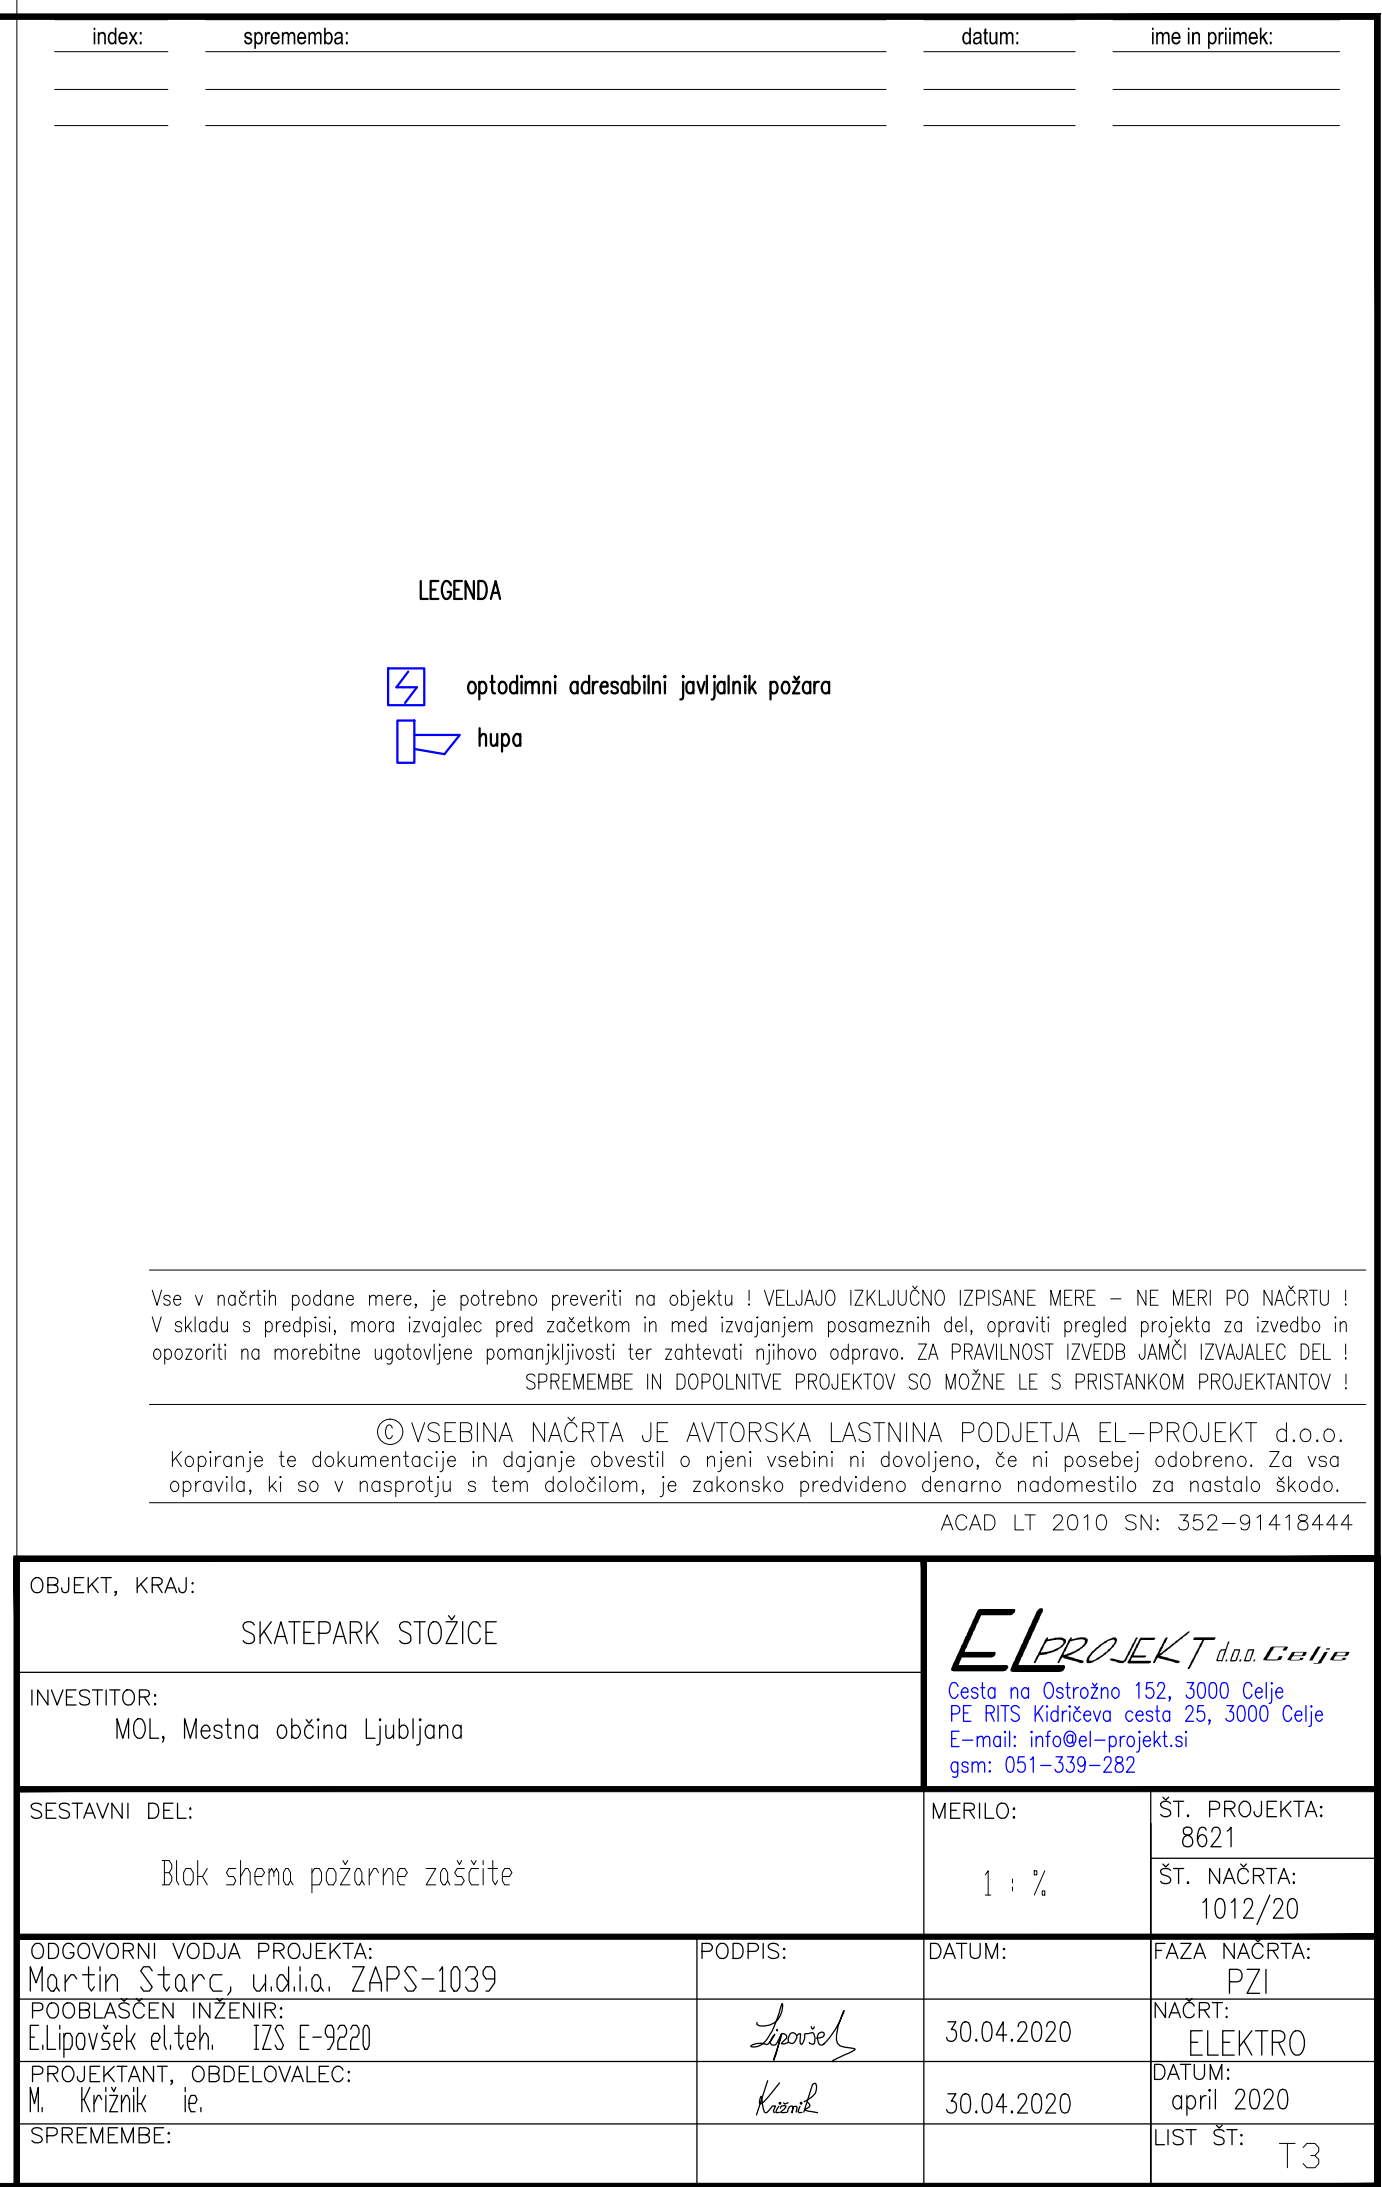 index: sprememba: datum: ime in priimek:
LEGENDA
optodimni adresabilni javljalnik požara
hupa
Vse v načrtih podane mere, je potrebno preveriti na objektu ! VELJAJO IZKLJUČNO IZPISANE MERE – NE MERI PO NAČRTU !
V skladu s predpisi, mora izvajalec pred začetkom in med izvajanjem posameznih del, opraviti pregled projekta za izvedbo in
opozoriti na morebitne ugotovljene pomanjkljivosti ter zahtevati njihovo odpravo. ZA PRAVILNOST IZVEDB JAMČI IZVAJALEC DEL !
SPREMEMBE IN DOPOLNITVE PROJEKTOV SO MOŽNE LE S PRISTANKOM PROJEKTANTOV !
© VSEBINA NAČRTA JE AVTORSKA LASTNINA PODJETJA EL–PROJEKT d.o.o.
Kopiranje te dokumentacije in dajanje obvestil o njeni vsebini ni dovoljeno, če ni posebej odobreno. Za vsa
opravila, ki so v nasprotju s tem določilom, je zakonsko predvideno denarno nadomestilo za nastalo škodo.
ACAD LT 2010 SN: 352–91418444
OBJEKT, KRAJ:
SKATEPARK STOŽICE
INVESTITOR:
MOL, Mestna občina Ljubljana
EL PROJEKT d.o.o. Celje
Cesta na Ostrožno 152, 3000 Celje
PE RITS Kidričeva cesta 25, 3000 Celje
E–mail: info@el–projekt.si
gsm: 051–339–282
SESTAVNI DEL:
Blok shema požarne zaščite
MERILO:
1 : %
ŠT. PROJEKTA:
8621
ŠT. NAČRTA:
1012/20
ODGOVORNI VODJA PROJEKTA: PODPIS: DATUM: FAZA NAČRTA:
Martin Starc, u.d.i.a. ZAPS-1039 PZI
POOBLAŠČEN INŽENIR: NAČRT:
E.Lipovšek el.teh. IZS E-9220 Lipovšek 30.04.2020 ELEKTRO
PROJEKTANT, OBDELOVALEC: DATUM:
M. Križnik ie. Križnik 30.04.2020 april 2020
SPREMEMBE: LIST ŠT: T3